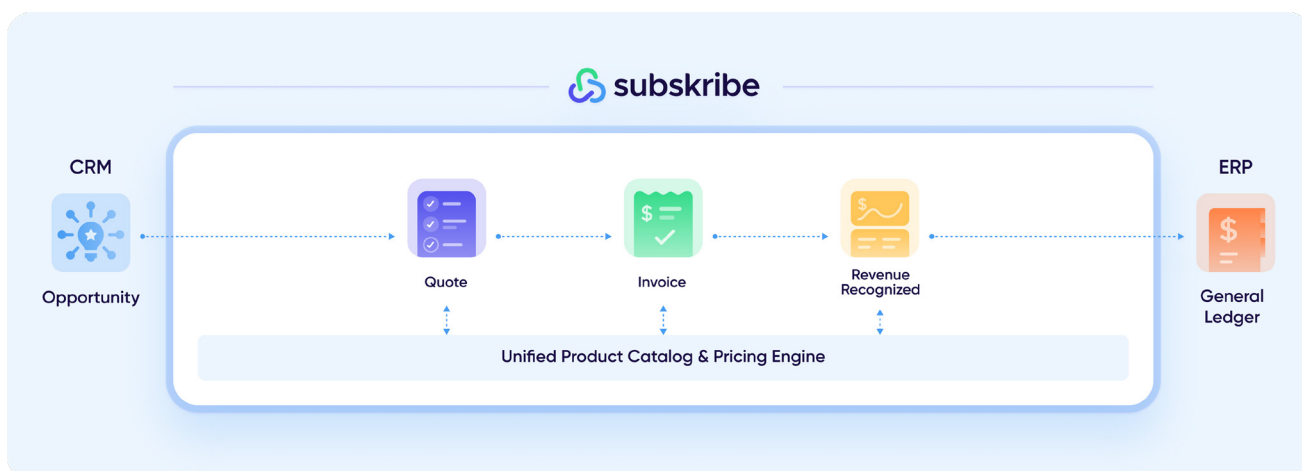 subskribe
CRM
Opportunity
Quote
$
Invoice
$
Revenue
Recognized
ERP
$
General
Ledger
Unified Product Catalog & Pricing Engine